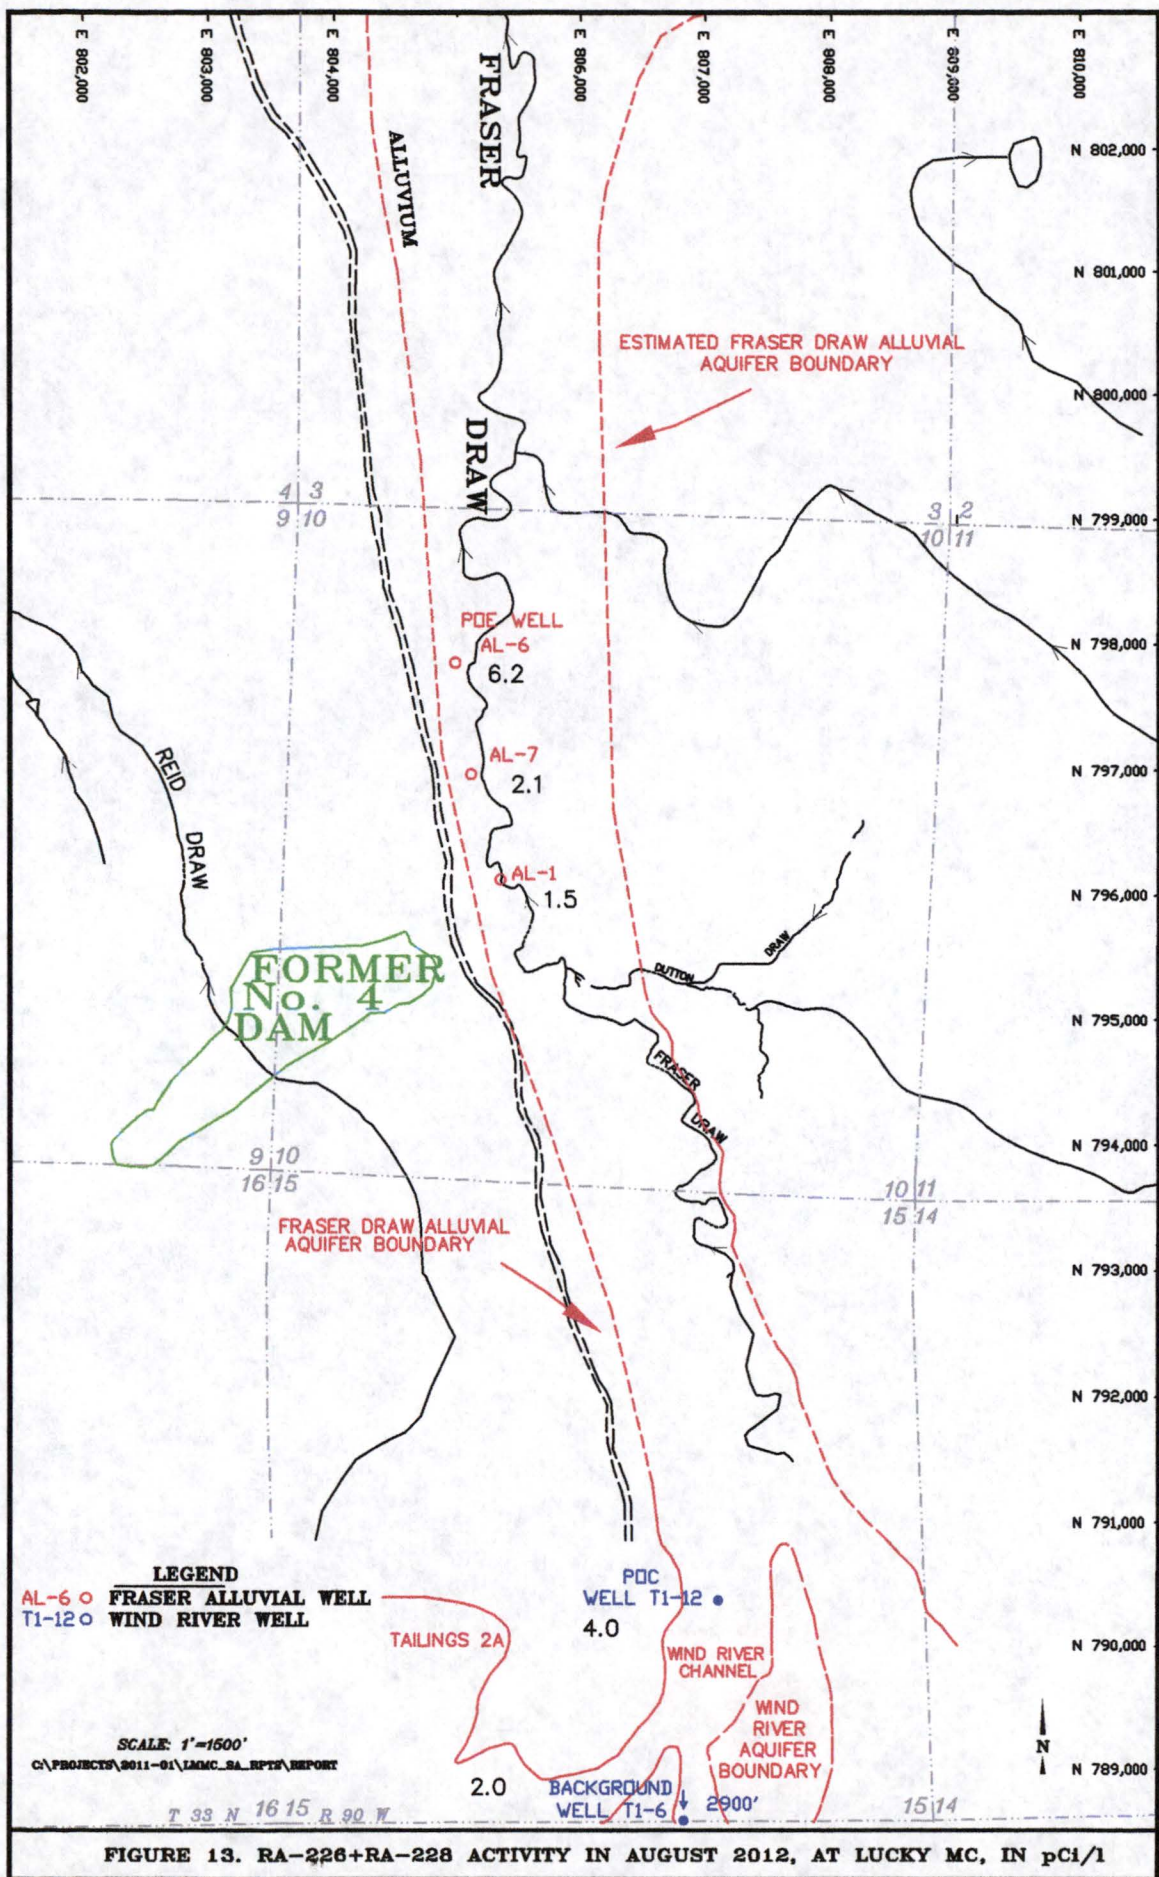 E 802,000
E 803,000
E 804,000
E 806,000
E 807,000
E 808,000
E 809,000
E 810,000
N 802,000
N 801,000
N 800,000
N 799,000
N 798,000
N 797,000
N 796,000
N 795,000
N 794,000
N 793,000
N 792,000
N 791,000
N 790,000
N 789,000
FRASER
DRAW
ALLUVIUM
ESTIMATED FRASER DRAW ALLUVIAL
AQUIFER BOUNDARY
4 3
9 10
3 2
10 11
POE WELL
AL-6
6.2
AL-7
2.1
AL-1
1.5
REID
DRAW
DUTTON
DRAW
FORMER
No. 4
DAM
FRASER
DRAW
9 10
16 15
10 11
15 14
FRASER DRAW ALLUVIAL
AQUIFER BOUNDARY
LEGEND
AL-6 FRASER ALLUVIAL WELL
T1-12 WIND RIVER WELL
POC
WELL T1-12
4.0
TAILINGS 2A
WIND RIVER
CHANNEL
WIND
RIVER
AQUIFER
BOUNDARY
N
SCALE: 1"=1600'
C:\PROJECTS\2011-01\LMMC_SA_RPTS\REPORT
2.0
BACKGROUND
WELL T1-6
2900'
T 33 N 16 15 R 90 W
15 14
FIGURE 13. RA-226+RA-228 ACTIVITY IN AUGUST 2012, AT LUCKY MC, IN pCi/l